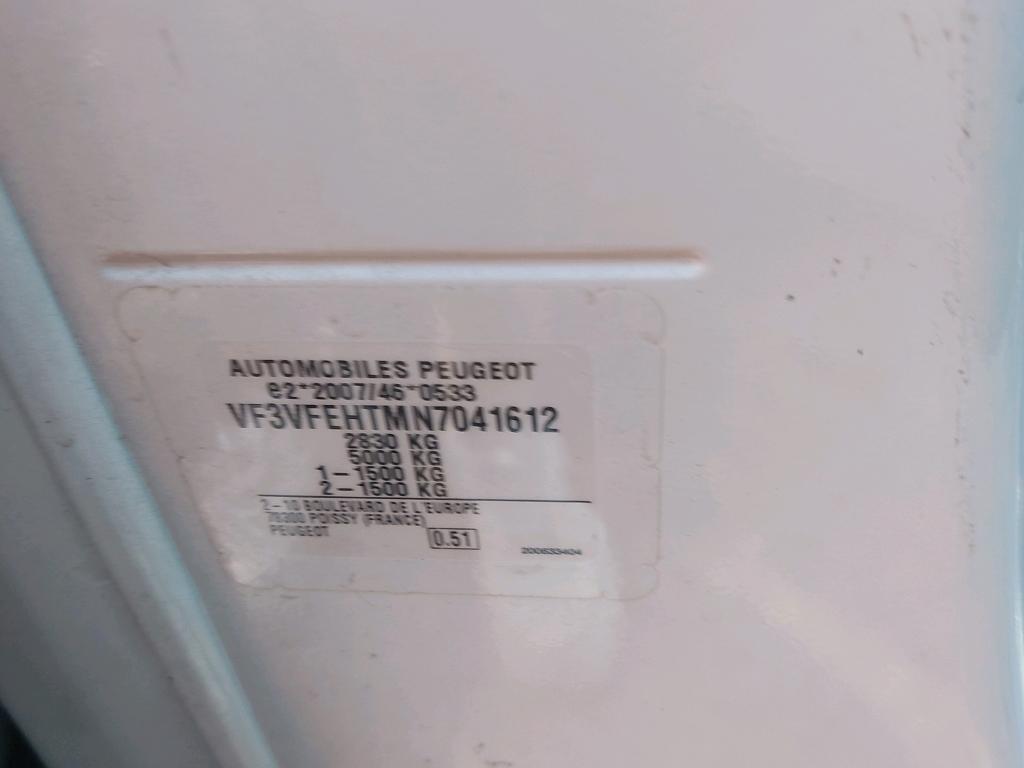 AUTOMOBILES PEUGEOT
e2*2007/46*0533
VF3VFEHTMN7041612
2830 KG
5000 KG
1–1500 KG
2–1500 KG
2–10 BOULEVARD DE L'EUROPE
78300 POISSY (FRANCE)
PEUGEOT
0.51
200633404